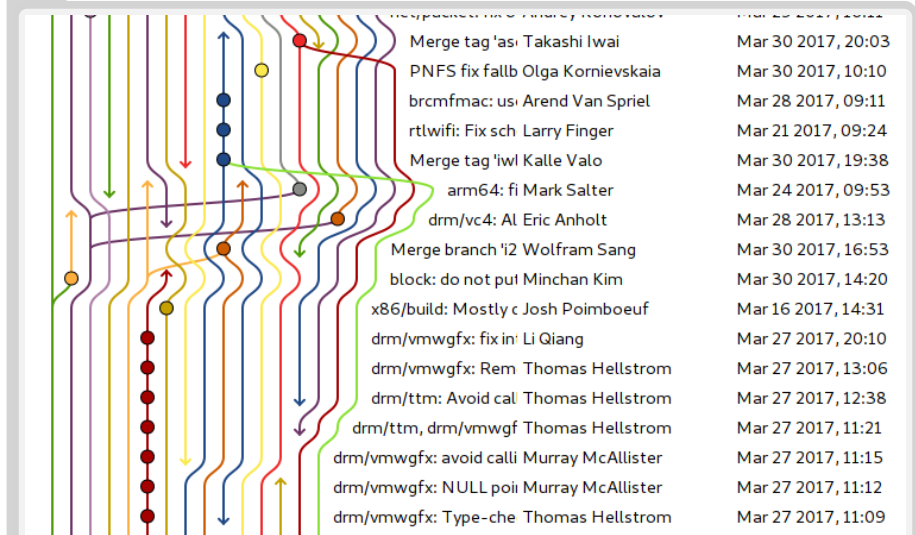 Merge tag 'as Takashi Iwai Mar 30 2017, 20:03
PNFS fix fallb Olga Kornievskaia Mar 30 2017, 10:10
brcmfmac: us Arend Van Spriel Mar 28 2017, 09:11
rtlwifi: Fix sch Larry Finger Mar 21 2017, 09:24
Merge tag 'iwl Kalle Valo Mar 30 2017, 19:38
arm64: fi Mark Salter Mar 24 2017, 09:53
drm/vc4: Al Eric Anholt Mar 28 2017, 13:13
Merge branch 'i2 Wolfram Sang Mar 30 2017, 16:53
block: do not put Minchan Kim Mar 30 2017, 14:20
x86/build: Mostly c Josh Poimboeuf Mar 16 2017, 14:31
drm/vmwgfx: fix in Li Qiang Mar 27 2017, 20:10
drm/vmwgfx: Rem Thomas Hellstrom Mar 27 2017, 13:06
drm/ttm: Avoid cal Thomas Hellstrom Mar 27 2017, 12:38
drm/ttm, drm/vmwgf Thomas Hellstrom Mar 27 2017, 11:21
drm/vmwgfx: avoid calli Murray McAllister Mar 27 2017, 11:15
drm/vmwgfx: NULL poi Murray McAllister Mar 27 2017, 11:12
drm/vmwgfx: Type-che Thomas Hellstrom Mar 27 2017, 11:09